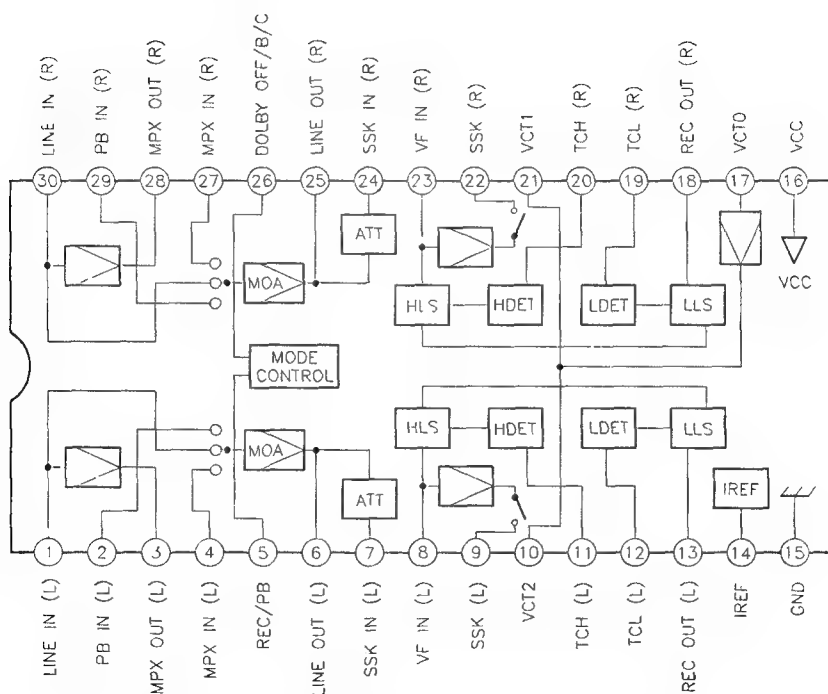 LINE IN (R)
PB IN (R)
MPX OUT (R)
MPX IN (R)
DOLBY OFF/B/C
LINE OUT (R)
SSK IN (R)
VF IN (R)
SSK (R)
VCT1
TCH (R)
TCL (R)
REC OUT (R)
VCTO
VCC
30 29 28 27 26 25 24 23 22 21 20 19 18 17 16
ATT
VCC
MOA
HLS HDET LDET LLS
MODE CONTROL
HLS HDET LDET LLS
MOA
ATT
IREF
1 2 3 4 5 6 7 8 9 10 11 12 13 14 15
LINE IN (L)
PB IN (L)
MPX OUT (L)
MPX IN (L)
REC/PB
LINE OUT (L)
SSK IN (L)
VF IN (L)
SSK (L)
VCT2
TCH (L)
TCL (L)
REC OUT (L)
IREF
GND